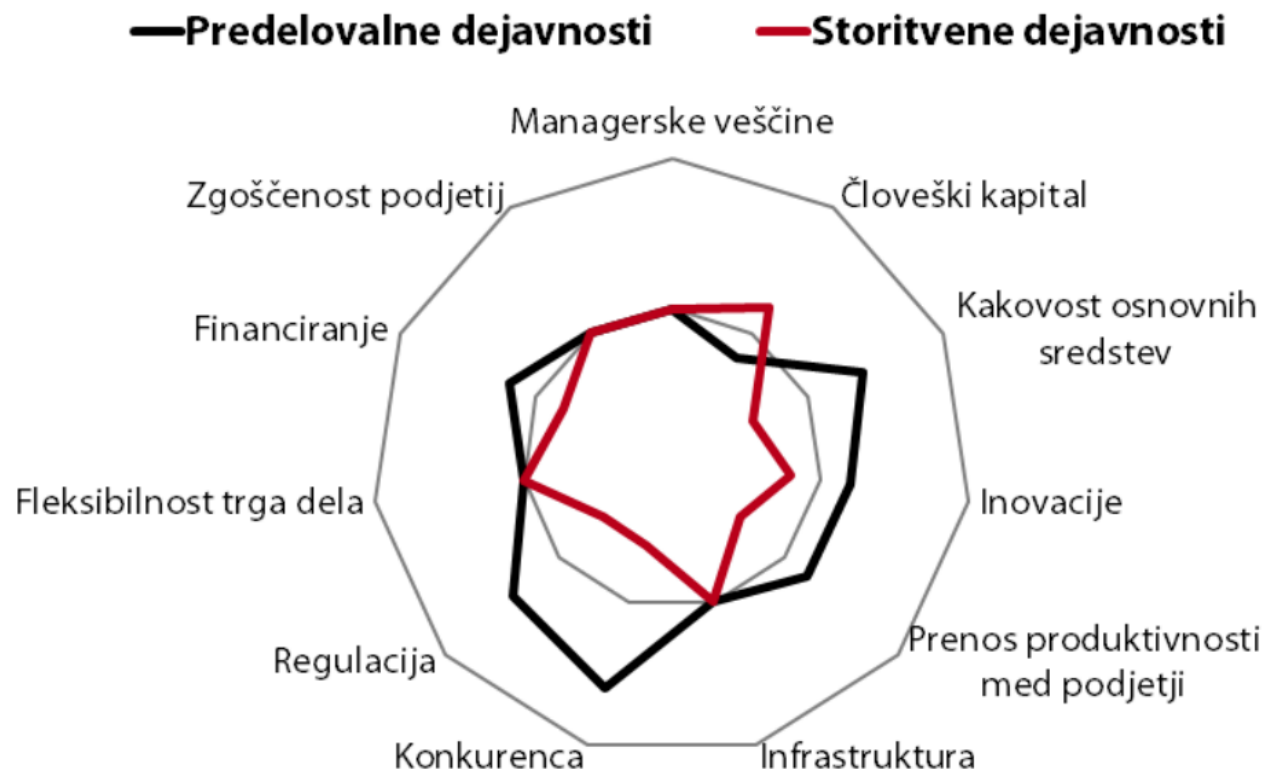 Predelovalne dejavnosti
Storitvene dejavnosti
Managerske veščine
Človeški kapital
Kakovost osnovnih
sredstev
Inovacije
Prenos produktivnosti
med podjetji
Infrastruktura
Konkurenca
Regulacija
Fleksibilnost trga dela
Financiranje
Zgoščenost podjetij